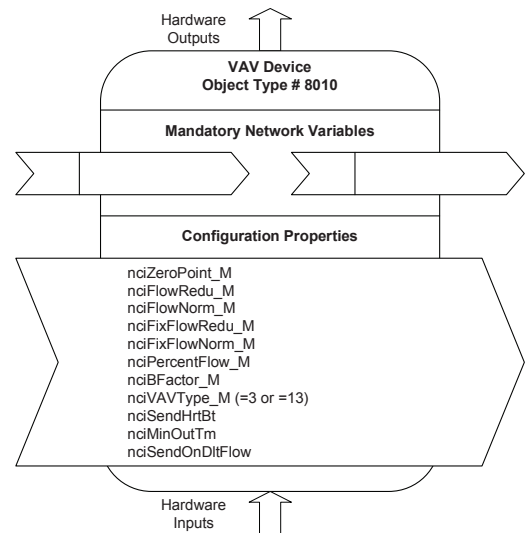 Hardware
Outputs
VAV Device
Object Type # 8010
Mandatory Network Variables
Configuration Properties
nciZeroPoint_M
nciFlowRedu_M
nciFlowNorm_M
nciFixFlowRedu_M
nciFixFlowNorm_M
nciPercentFlow_M
nciBFactor_M
nciVAVType_M (=3 or =13)
nciSendHrtBt
nciMinOutTm
nciSendOnDltFlow
Hardware
Inputs